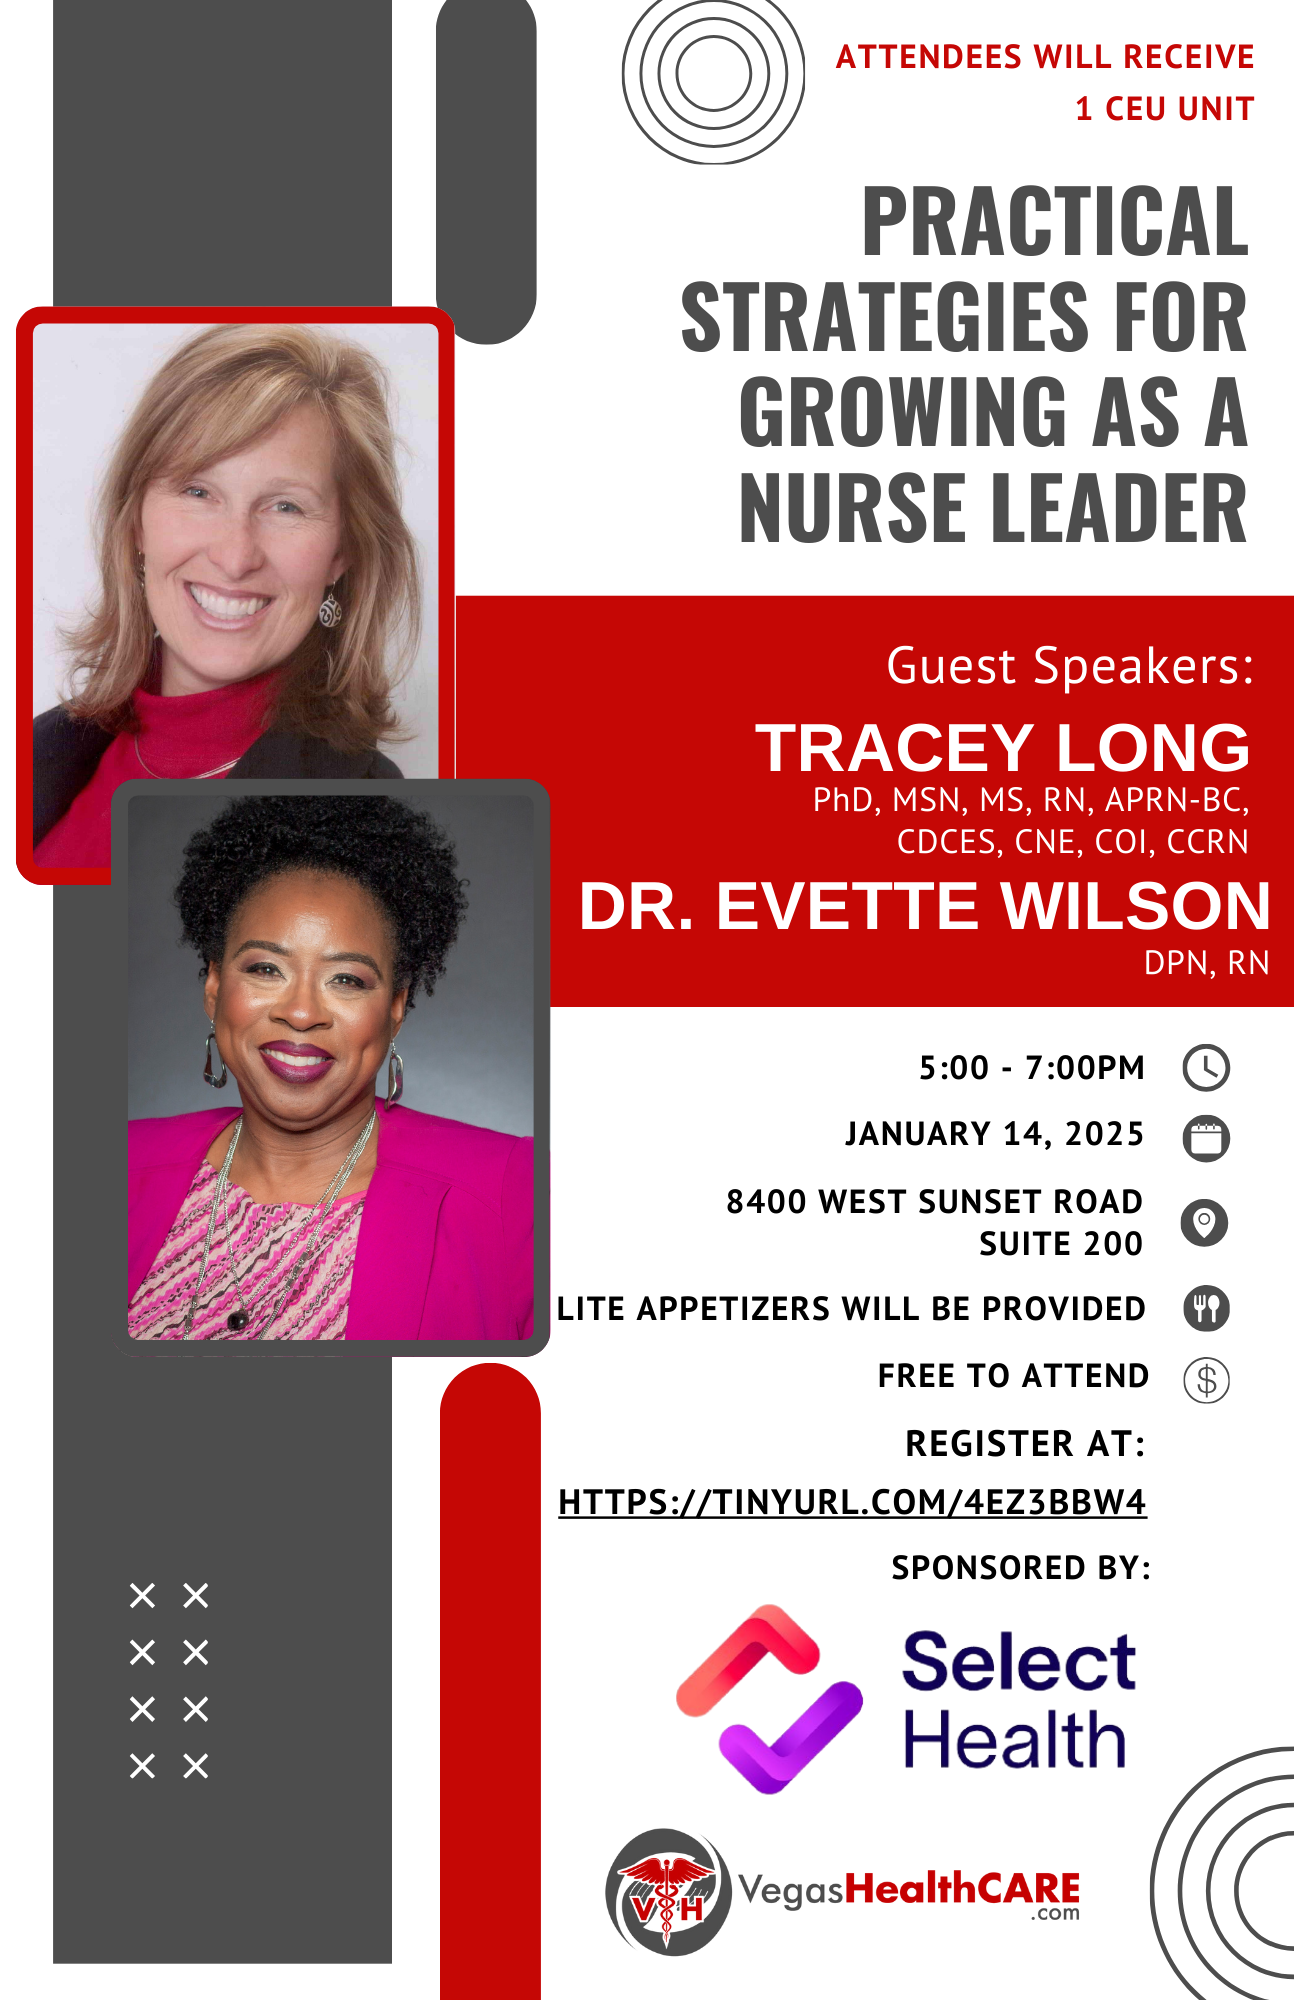 ATTENDEES WILL RECEIVE
1 CEU UNIT
PRACTICAL
STRATEGIES FOR
GROWING AS A
NURSE LEADER
Guest Speakers:
TRACEY LONG
PhD, MSN, MS, RN, APRN-BC,
CDCES, CNE, COI, CCRN
DR. EVETTE WILSON
DPN, RN
5:00 - 7:00PM
JANUARY 14, 2025
8400 WEST SUNSET ROAD
SUITE 200
LITE APPETIZERS WILL BE PROVIDED
FREE TO ATTEND
$
REGISTER AT:
HTTPS://TINYURL.COM/4EZ3BBW4
SPONSORED BY:
Select
Health
V H
VegasHealthCARE
.com